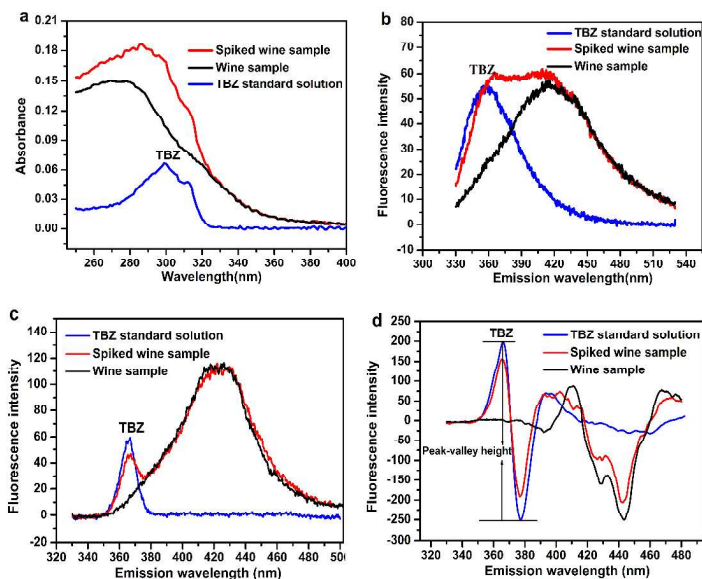 a
Absorbance
0.21
0.18
0.15
0.12
0.09
0.06
0.03
0.00
Spiked wine sample
Wine sample
TBZ standard solution
TBZ
260 280 300 320 340 360 380 400
Wavelength(nm)
b
Fluorescence intensity
80
70
60
50
40
30
20
10
0
-10
TBZ standard solution
Spiked wine sample
Wine sample
TBZ
300 330 360 390 420 450 480 510 540
Emission wavelength(nm)
c
Fluorescence intensity
140
120
100
80
60
40
20
0
-20
TBZ standard solution
Spiked wine sample
Wine sample
TBZ
320 340 360 380 400 420 440 460 480 50
Emission wavelength (nm)
d
Fluorescence intensity
250
200
150
100
50
0
-50
-100
-150
-200
-250
-300
TBZ
TBZ standard solution
Spiked wine sample
Wine sample
Peak-valley height
320 340 360 380 400 420 440 460 480
Emission wavelength (nm)